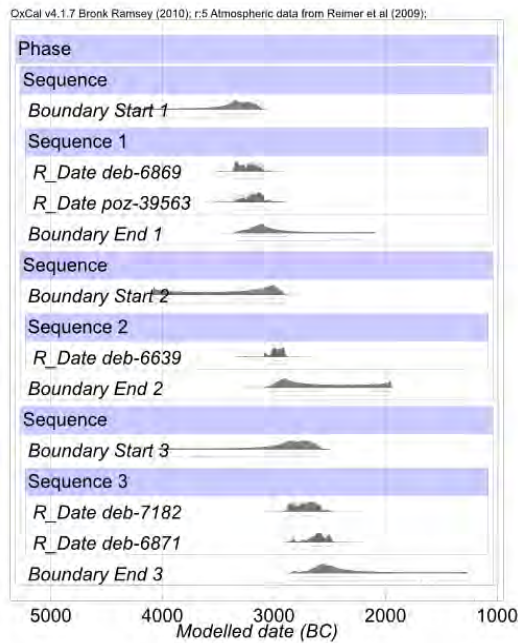 OxCal v4.1.7 Bronk Ramsey (2010); r:5 Atmospheric data from Reimer et al (2009);
Phase
Sequence
Boundary Start 1
Sequence 1
R_Date deb-6869
R_Date poz-39563
Boundary End 1
Sequence
Boundary Start 2
Sequence 2
R_Date deb-6639
Boundary End 2
Sequence
Boundary Start 3
Sequence 3
R_Date deb-7182
R_Date deb-6871
Boundary End 3
5000 4000 3000 2000 1000
Modelled date (BC)